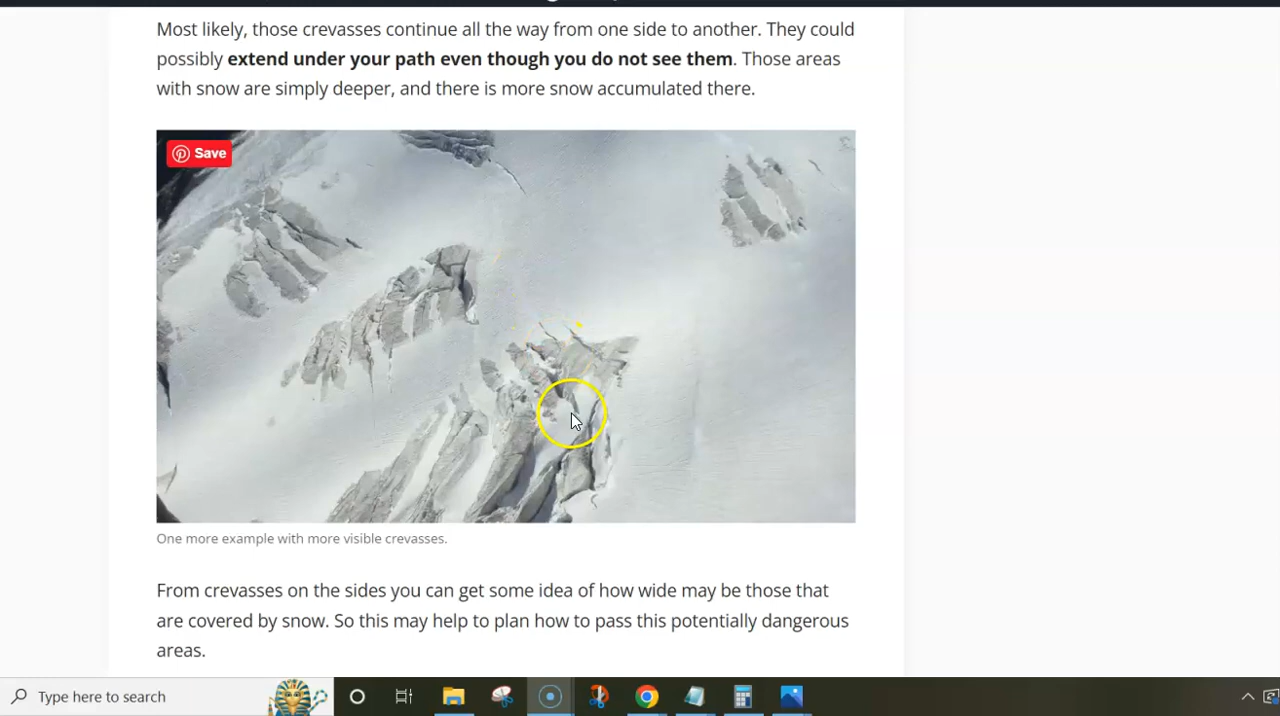 Most likely, those crevasses continue all the way from one side to another. They could
possibly extend under your path even though you do not see them. Those areas
with snow are simply deeper, and there is more snow accumulated there.
Save
One more example with more visible crevasses.
From crevasses on the sides you can get some idea of how wide may be those that
are covered by snow. So this may help to plan how to pass this potentially dangerous
areas.
Type here to search